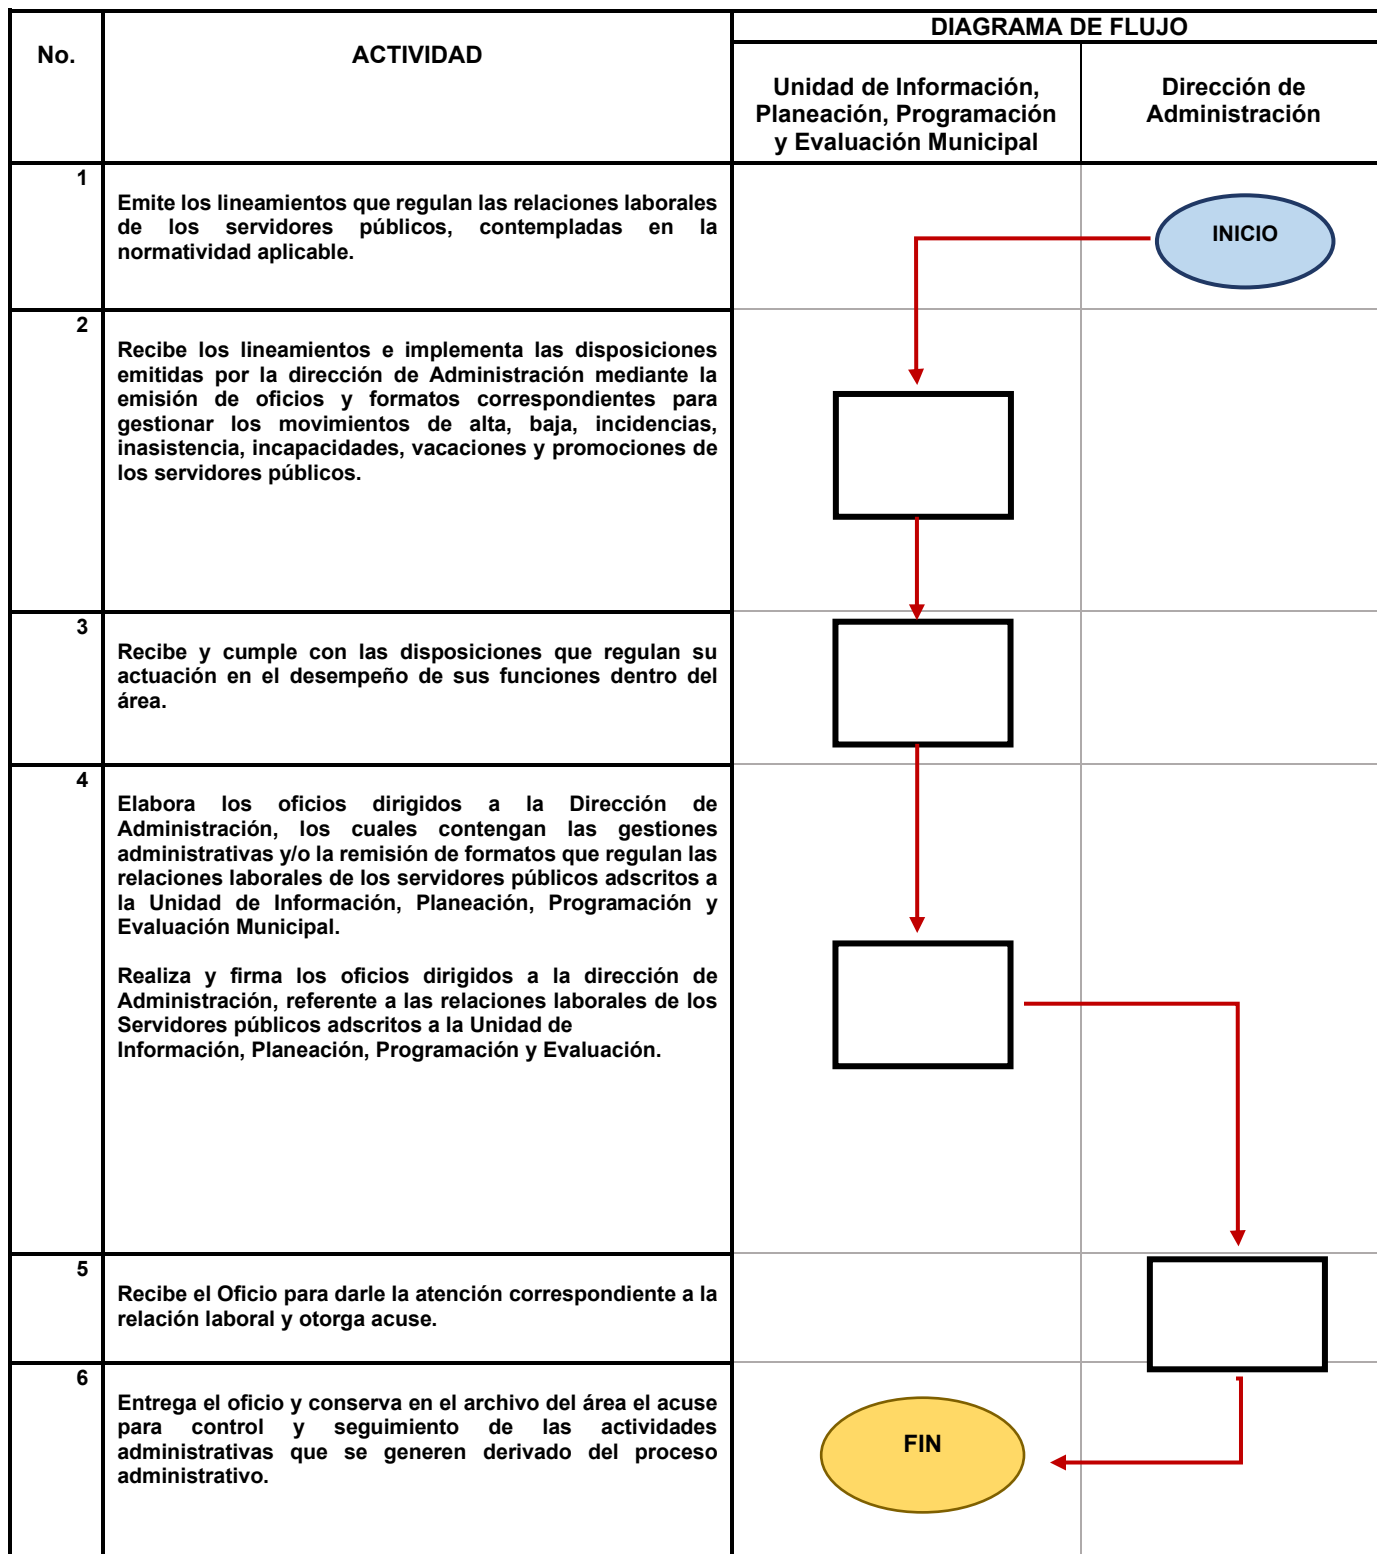 No.
ACTIVIDAD
DIAGRAMA DE FLUJO
Unidad de Información,
Planeación, Programación
y Evaluación Municipal
Dirección de
Administración
1
Emite los lineamientos que regulan las relaciones laborales
de los servidores públicos, contempladas en la
normatividad aplicable.
INICIO
2
Recibe los lineamientos e implementa las disposiciones
emitidas por la dirección de Administración mediante la
emisión de oficios y formatos correspondientes para
gestionar los movimientos de alta, baja, incidencias,
inasistencia, incapacidades, vacaciones y promociones de
los servidores públicos.
3
Recibe y cumple con las disposiciones que regulan su
actuación en el desempeño de sus funciones dentro del
área.
4
Elabora los oficios dirigidos a la Dirección de
Administración, los cuales contengan las gestiones
administrativas y/o la remisión de formatos que regulan las
relaciones laborales de los servidores públicos adscritos a
la Unidad de Información, Planeación, Programación y
Evaluación Municipal.
Realiza y firma los oficios dirigidos a la dirección de
Administración, referente a las relaciones laborales de los
Servidores públicos adscritos a la Unidad de
Información, Planeación, Programación y Evaluación.
5
Recibe el Oficio para darle la atención correspondiente a la
relación laboral y otorga acuse.
6
Entrega el oficio y conserva en el archivo del área el acuse
para control y seguimiento de las actividades
administrativas que se generen derivado del proceso
administrativo.
FIN